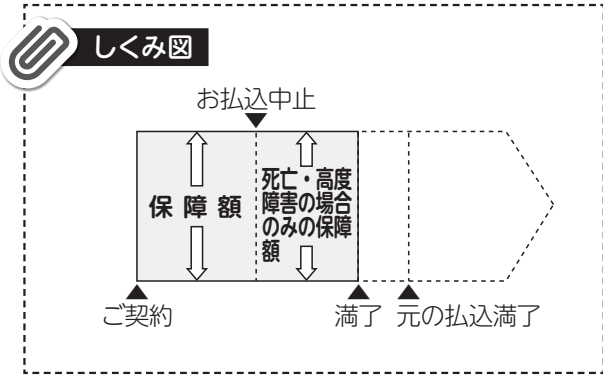 しくみ図
お払込中止
保障額
死亡・高度
障害の場合
のみの保障
額
ご契約
満了
元の払込満了